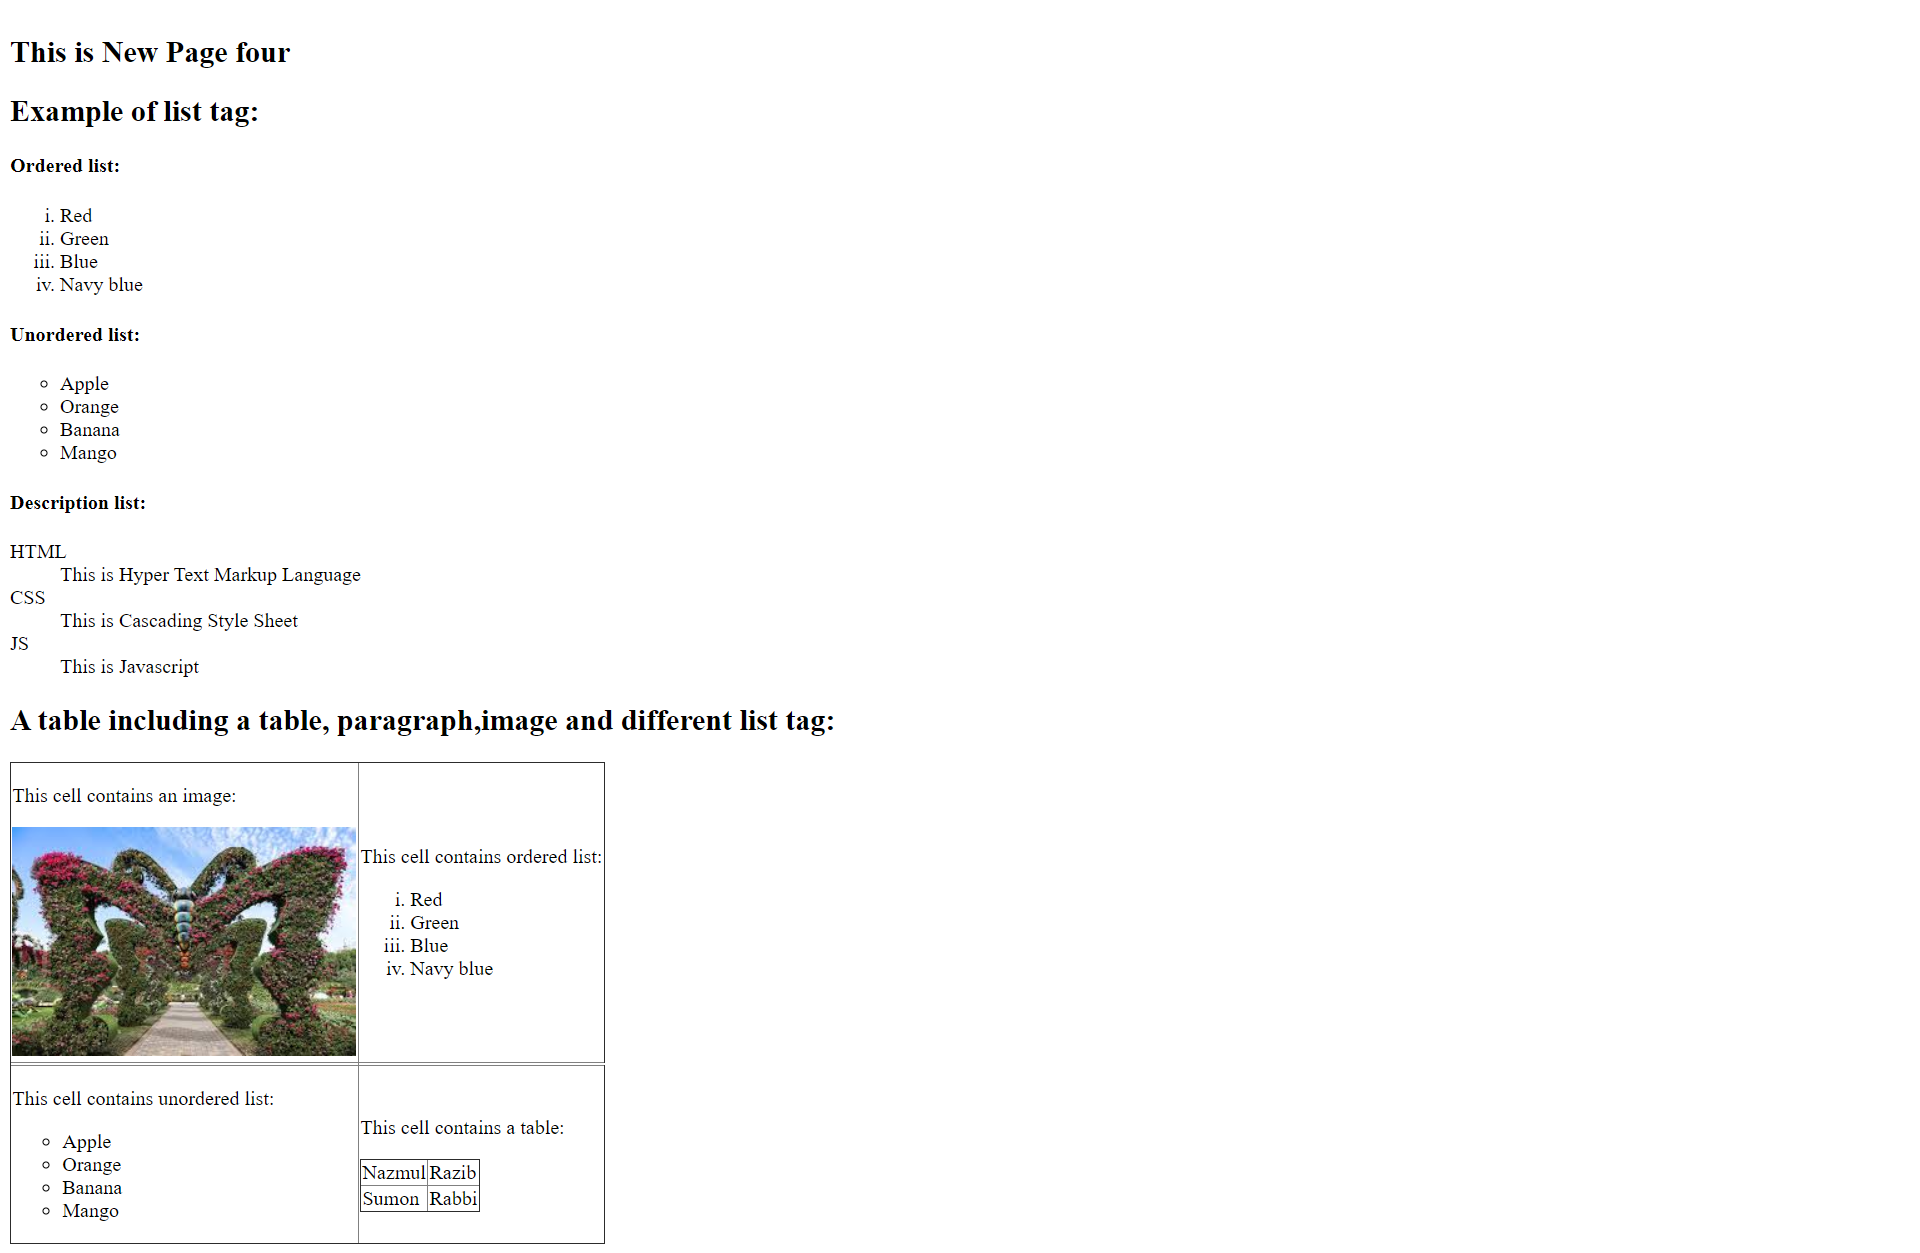 This is New Page four
Example of list tag:
Ordered list:
i. Red
ii. Green
iii. Blue
iv. Navy blue
Unordered list:
Apple
Orange
Banana
Mango
Description list:
HTML
This is Hyper Text Markup Language
CSS
This is Cascading Style Sheet
JS
This is Javascript
A table including a table, paragraph,image and different list tag:
This cell contains an image:
This cell contains ordered list:
i. Red
ii. Green
iii. Blue
iv. Navy blue
This cell contains unordered list:
Apple
Orange
Banana
Mango
This cell contains a table:
Nazmul Razib
Sumon Rabbi